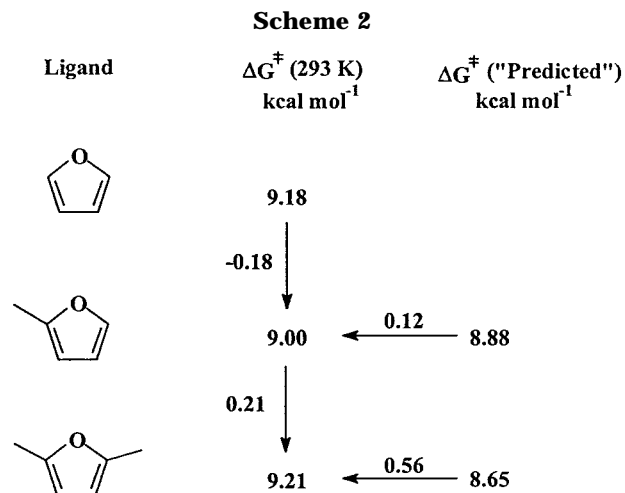 Scheme 2
Ligand ΔG‡ (293 K) ΔG‡ ("Predicted")
kcal mol-1 kcal mol-1
O
9.18
-0.18
O
9.00 0.12 8.88
0.21
O
9.21 0.56 8.65